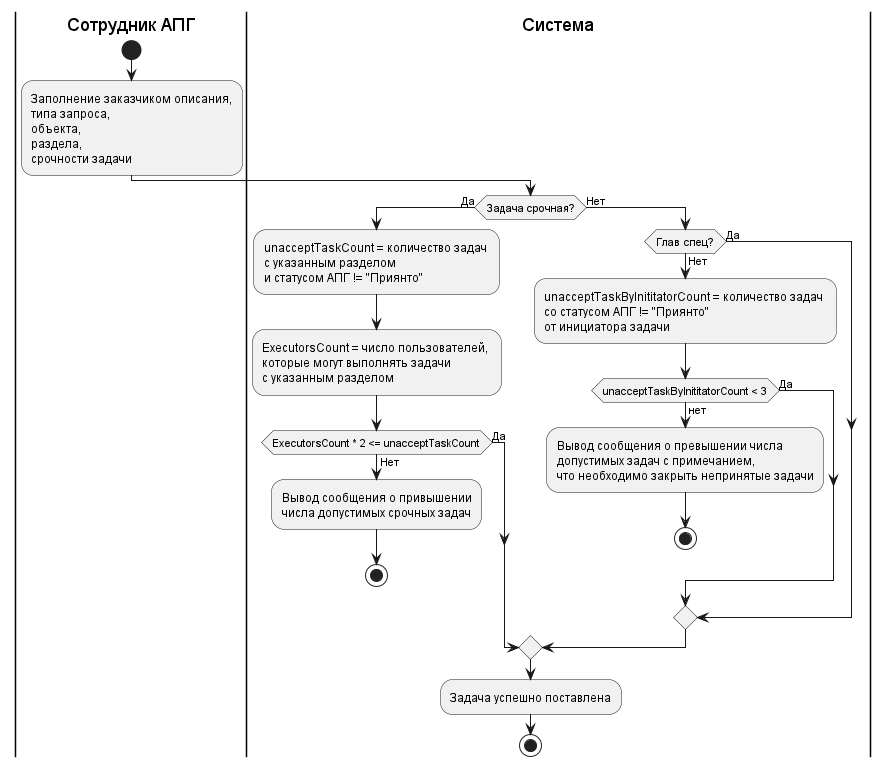 Сотрудник АПГ
Система
Заполнение заказчиком описания,
типа запроса,
объекта,
раздела,
срочности задачи
Задача срочная?
Да
Нет
unacceptTaskCount = количество задач
с указанным разделом
и статусом АПГ != "Приянто"
ExecutorsCount = число пользователей,
которые могут выполнять задачи
с указанным разделом
ExecutorsCount * 2 <= unacceptTaskCount
Да
Нет
Вывод сообщения о привышении
числа допустимых срочных задач
Глав спец?
Да
Нет
unacceptTaskByInititatorCount = количество задач
со статусом АПГ != "Приянто"
от инициатора задачи
unacceptTaskByInititatorCount < 3
Да
нет
Вывод сообщения о превышении числа
допустимых задач с примечанием,
что необходимо закрыть непринятые задачи
Задача успешно поставлена